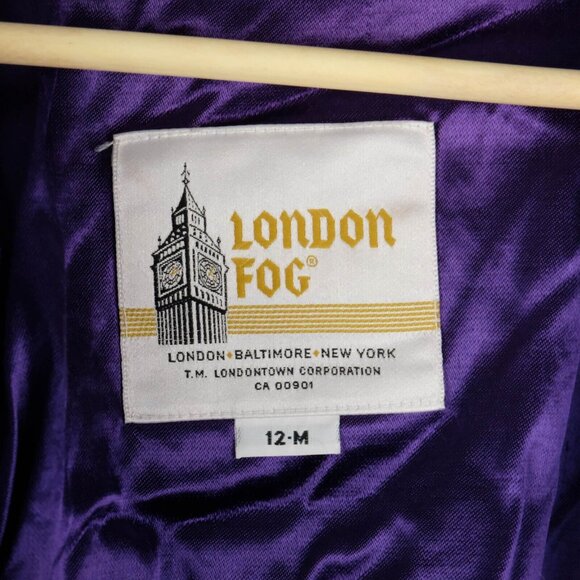 LONDON
FOG®
LONDON♦BALTIMORE♦NEW YORK
T.M. LONDONTOWN CORPORATION
CA 00901
12-M